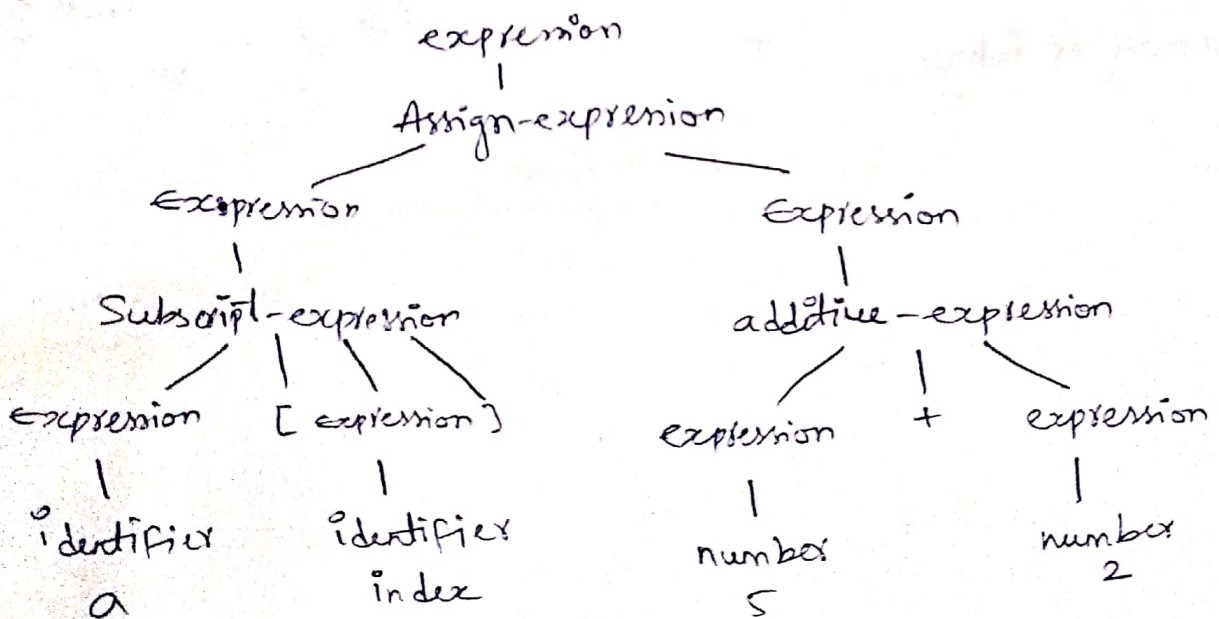 expression
Assign-expression
Expression Expression
Subscript-expression additive-expression
Expression [ expression ] expression + expression
identifier identifier number number
a index 5 2